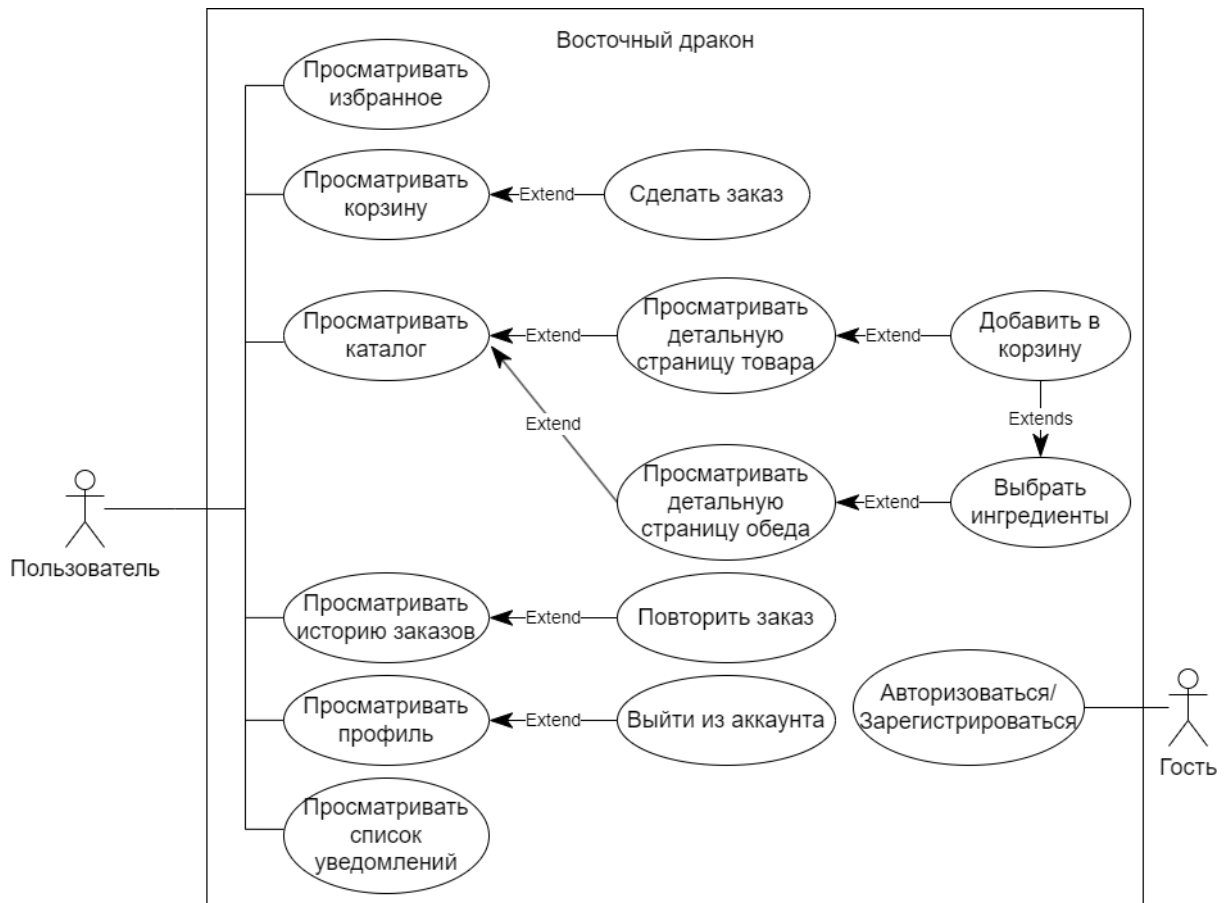 Восточный дракон
Просматривать
избранное
Просматривать
корзину
Extend
Сделать заказ
Просматривать
каталог
Extend
Просматривать
детальную
страницу товара
Extend
Добавить в
корзину
Extend
Extends
Просматривать
детальную
страницу обеда
Extend
Выбрать
ингредиенты
Пользователь
Просматривать
историю заказов
Extend
Повторить заказ
Просматривать
профиль
Extend
Выйти из аккаунта
Авторизоваться/
Зарегистрироваться
Гость
Просматривать
список
уведомлений